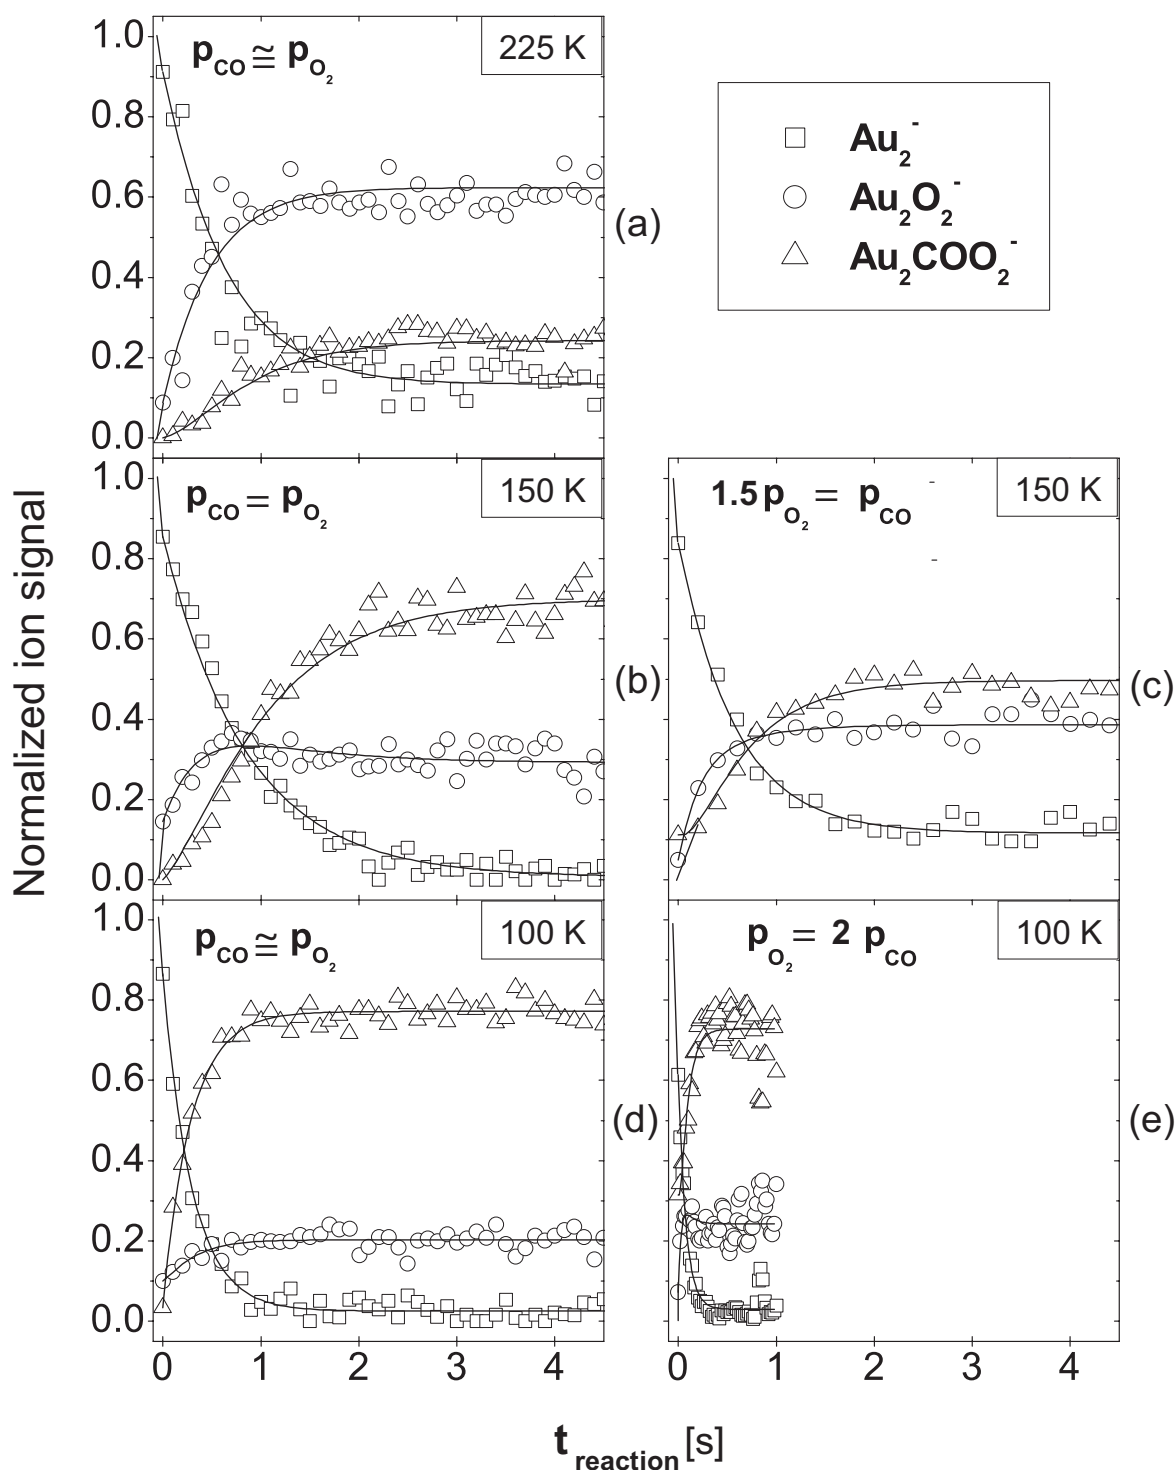 p_CO ≅ p_O₂
225 K
1.0
0.8
0.6
0.4
0.2
0.0
(a)
Au₂⁻
Au₂O₂⁻
Au₂COO₂⁻
Normalized ion signal
p_CO = p_O₂
150 K
1.0
0.8
0.6
0.4
0.2
0.0
(b)
1.5 p_O₂ = p_CO
150 K
(c)
p_CO ≅ p_O₂
100 K
1.0
0.8
0.6
0.4
0.2
0.0
(d)
p_O₂ = 2 p_CO
100 K
(e)
0 1 2 3 4
0 1 2 3 4
t_reaction [s]